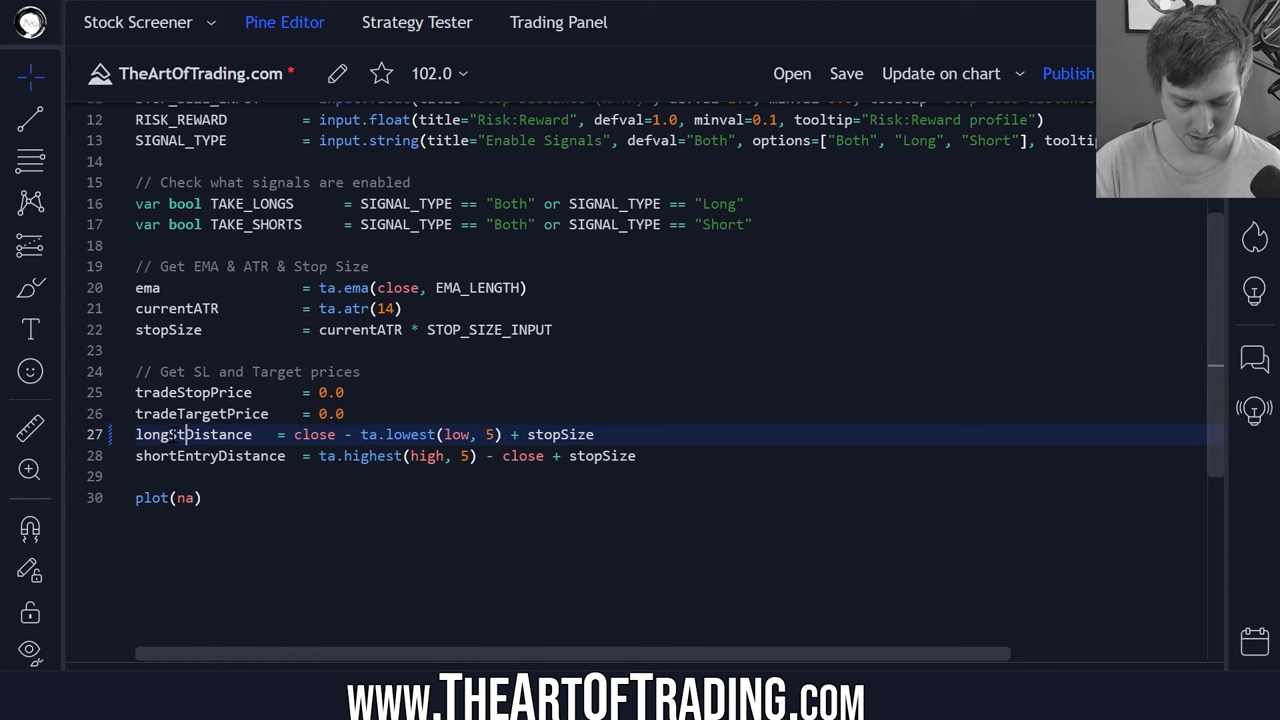 Stock Screener Pine Editor Strategy Tester Trading Panel
TheArtOfTrading.com * 102.0 Open Save Update on chart Publish
12 RISK_REWARD = input.float(title="Risk:Reward", defval=1.0, minval=0.1, tooltip="Risk:Reward profile")
13 SIGNAL_TYPE = input.string(title="Enable Signals", defval="Both", options=["Both", "Long", "Short"], tooltip
14
15 // Check what signals are enabled
16 var bool TAKE_LONGS = SIGNAL_TYPE == "Both" or SIGNAL_TYPE == "Long"
17 var bool TAKE_SHORTS = SIGNAL_TYPE == "Both" or SIGNAL_TYPE == "Short"
18
19 // Get EMA & ATR & Stop Size
20 ema = ta.ema(close, EMA_LENGTH)
21 currentATR = ta.atr(14)
22 stopSize = currentATR * STOP_SIZE_INPUT
23
24 // Get SL and Target prices
25 tradeStopPrice = 0.0
26 tradeTargetPrice = 0.0
27 longStDistance = close - ta.lowest(low, 5) + stopSize
28 shortEntryDistance = ta.highest(high, 5) - close + stopSize
29
30 plot(na)
www.TheArtOfTrading.com